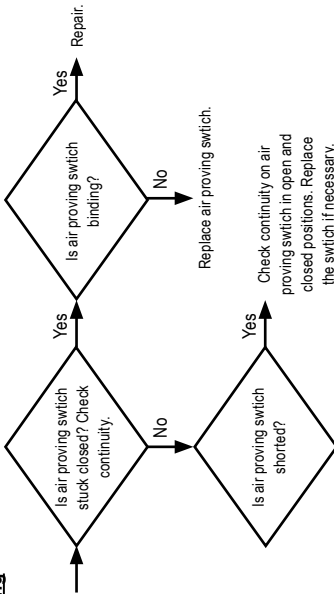 Is air proving swtich
stuck closed? Check
continuity.
Yes
No
Is air proving swtich
binding?
Yes
Repair.
No
Replace air proving swtich.
Is air proving swtich
shorted?
Yes
Check continuity on air
proving swtich in open and
closed positions. Replace
the swtich if necessary.